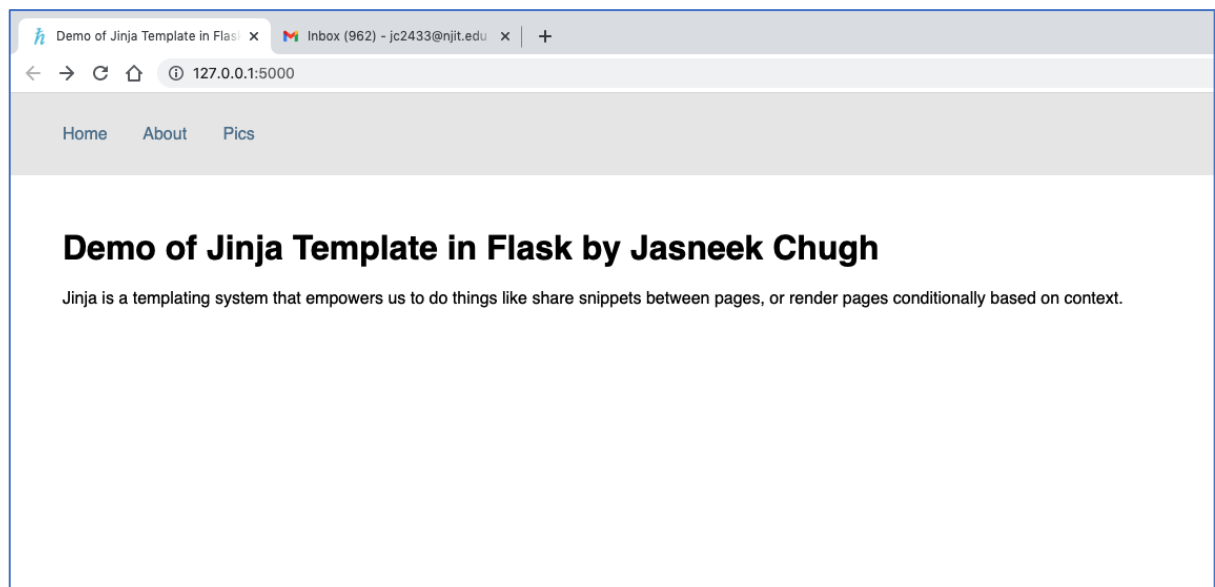 Demo of Jinja Template in Flas
Inbox (962) - jc2433@njit.edu
127.0.0.1:5000
Home About Pics
Demo of Jinja Template in Flask by Jasneek Chugh
Jinja is a templating system that empowers us to do things like share snippets between pages, or render pages conditionally based on context.